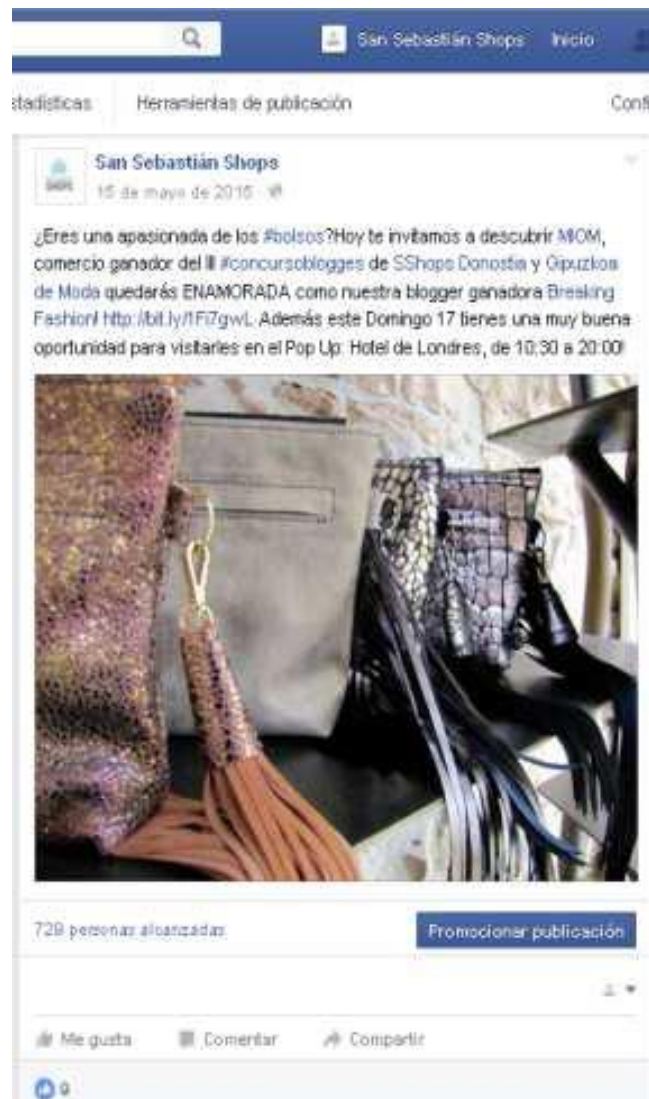 San Sebastián Shops Inicio
stadísticas Herramientas de publicación Confi
San Sebastián Shops
15 de mayo de 2015
¿Eres una apasionada de los #bolsos?Hoy te invitamos a descubrir MIOM,
comercio ganador del III #concursoblogges de SShops Donostia y Gipuzkoa
de Moda quedarás ENAMORADA como nuestra blogger ganadora Breaking
Fashion! http://bit.ly/1Fi7gwL Además este Domingo 17 tienes una muy buena
oportunidad para visitarles en el Pop Up: Hotel de Londres, de 10:30 a 20:00!
729 personas alcanzadas
Promocionar publicación
Me gusta Comentar Compartir
9